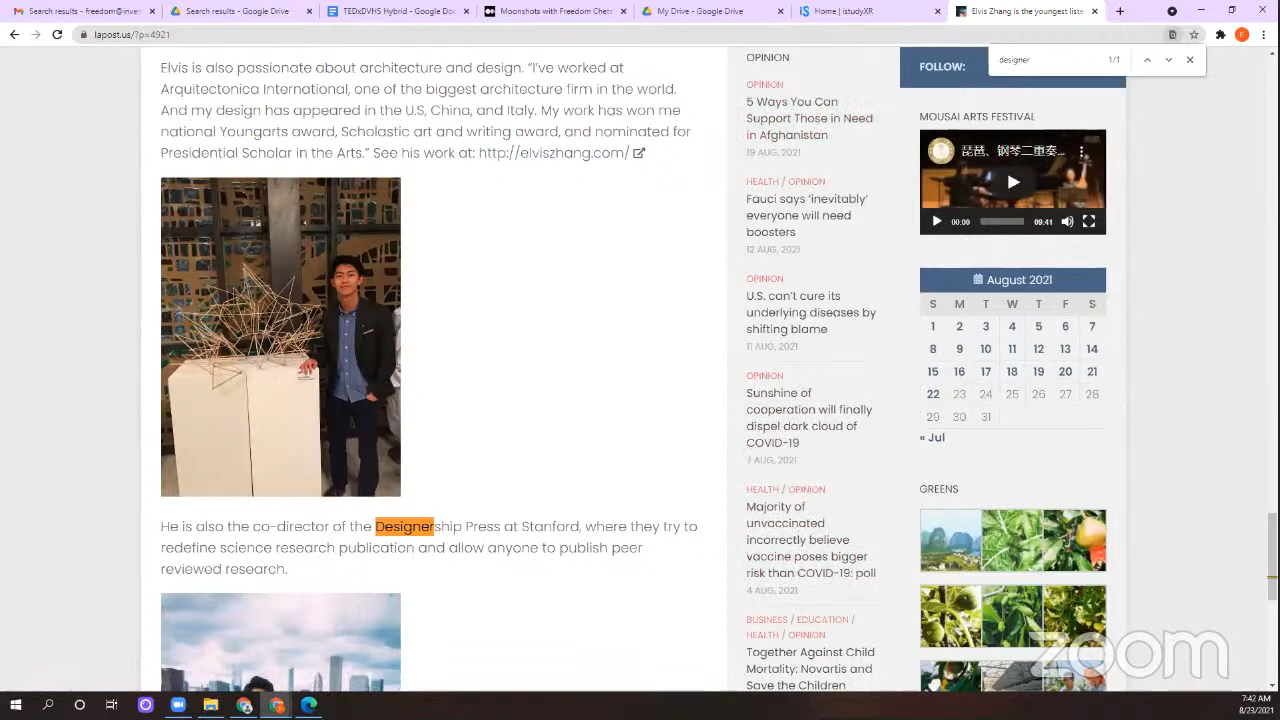 Search results - freedom@inver
Search results - Google Drive
TEDxDVHS Hybrid - Google Doc
Moonshots with Freedom Chete
My Drive - Google Drive
Home | istudyXR
Elvis Zhang is the youngest liste
lapost.us/?p=4921
designer
1/1
Elvis is also passionate about architecture and design. “I’ve worked at
Arquitectonica International, one of the biggest architecture firm in the world.
And my design has appeared in the U.S, China, and Italy. My work has won me
national Youngarts award, Scholastic art and writing award, and nominated for
Presidential Scholar in the Arts.” See his work at: http://elviszhang.com/
He is also the co-director of the Designership Press at Stanford, where they try to
redefine science research publication and allow anyone to publish peer
reviewed research.
OPINION
OPINION
5 Ways You Can
Support Those in Need
in Afghanistan
19 AUG, 2021
HEALTH / OPINION
Fauci says ‘inevitably’
everyone will need
boosters
12 AUG, 2021
OPINION
U.S. can’t cure its
underlying diseases by
shifting blame
11 AUG, 2021
OPINION
Sunshine of
cooperation will finally
dispel dark cloud of
COVID-19
7 AUG, 2021
HEALTH / OPINION
Majority of
unvaccinated
incorrectly believe
vaccine poses bigger
risk than COVID-19: poll
4 AUG, 2021
BUSINESS / EDUCATION /
HEALTH / OPINION
Together Against Child
Mortality: Novartis and
Save the Children
FOLLOW:
MOUSAI ARTS FESTIVAL
琵琶、钢琴二重奏...
00:00
09:41
August 2021
S M T W T F S
1 2 3 4 5 6 7
8 9 10 11 12 13 14
15 16 17 18 19 20 21
22 23 24 25 26 27 28
29 30 31
« Jul
GREENS
zoom
7:42 AM
8/23/2021